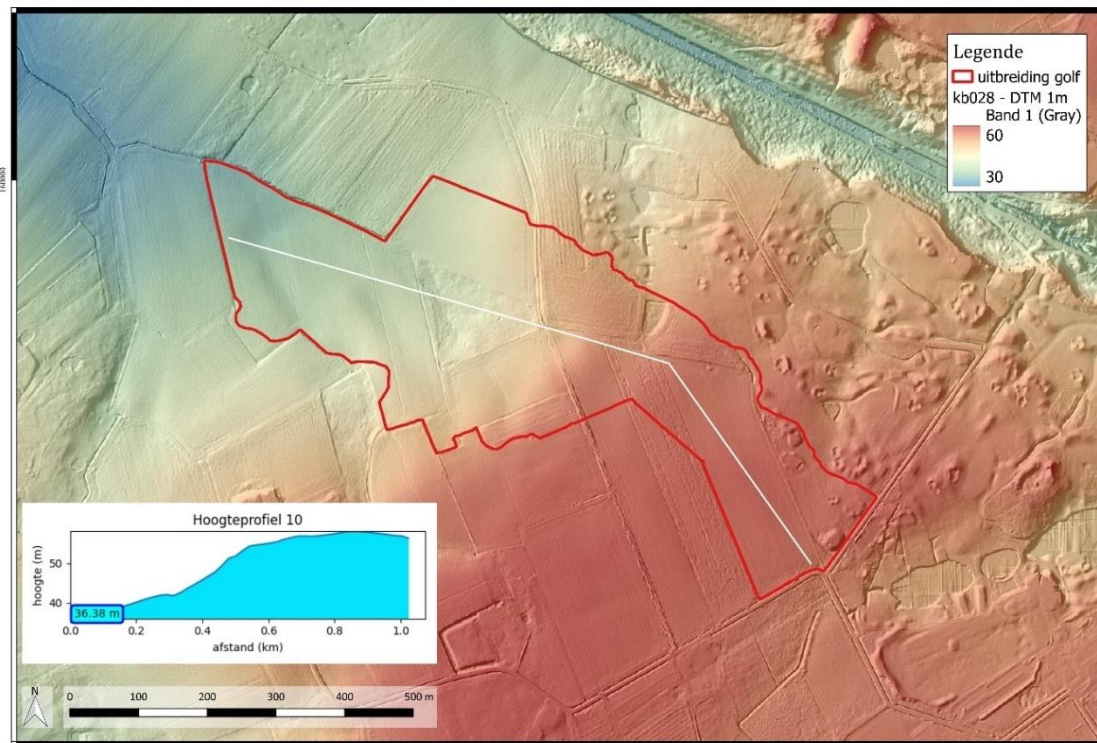 Legende
uitbreiding golf
kb028 - DTM 1m
Band 1 (Gray)
60
30
Hoogteprofiel 10
hoogte (m)
50
40
36.38 m
0.0 0.2 0.4 0.6 0.8 1.0
afstand (km)
N
0 100 200 300 400 500 m